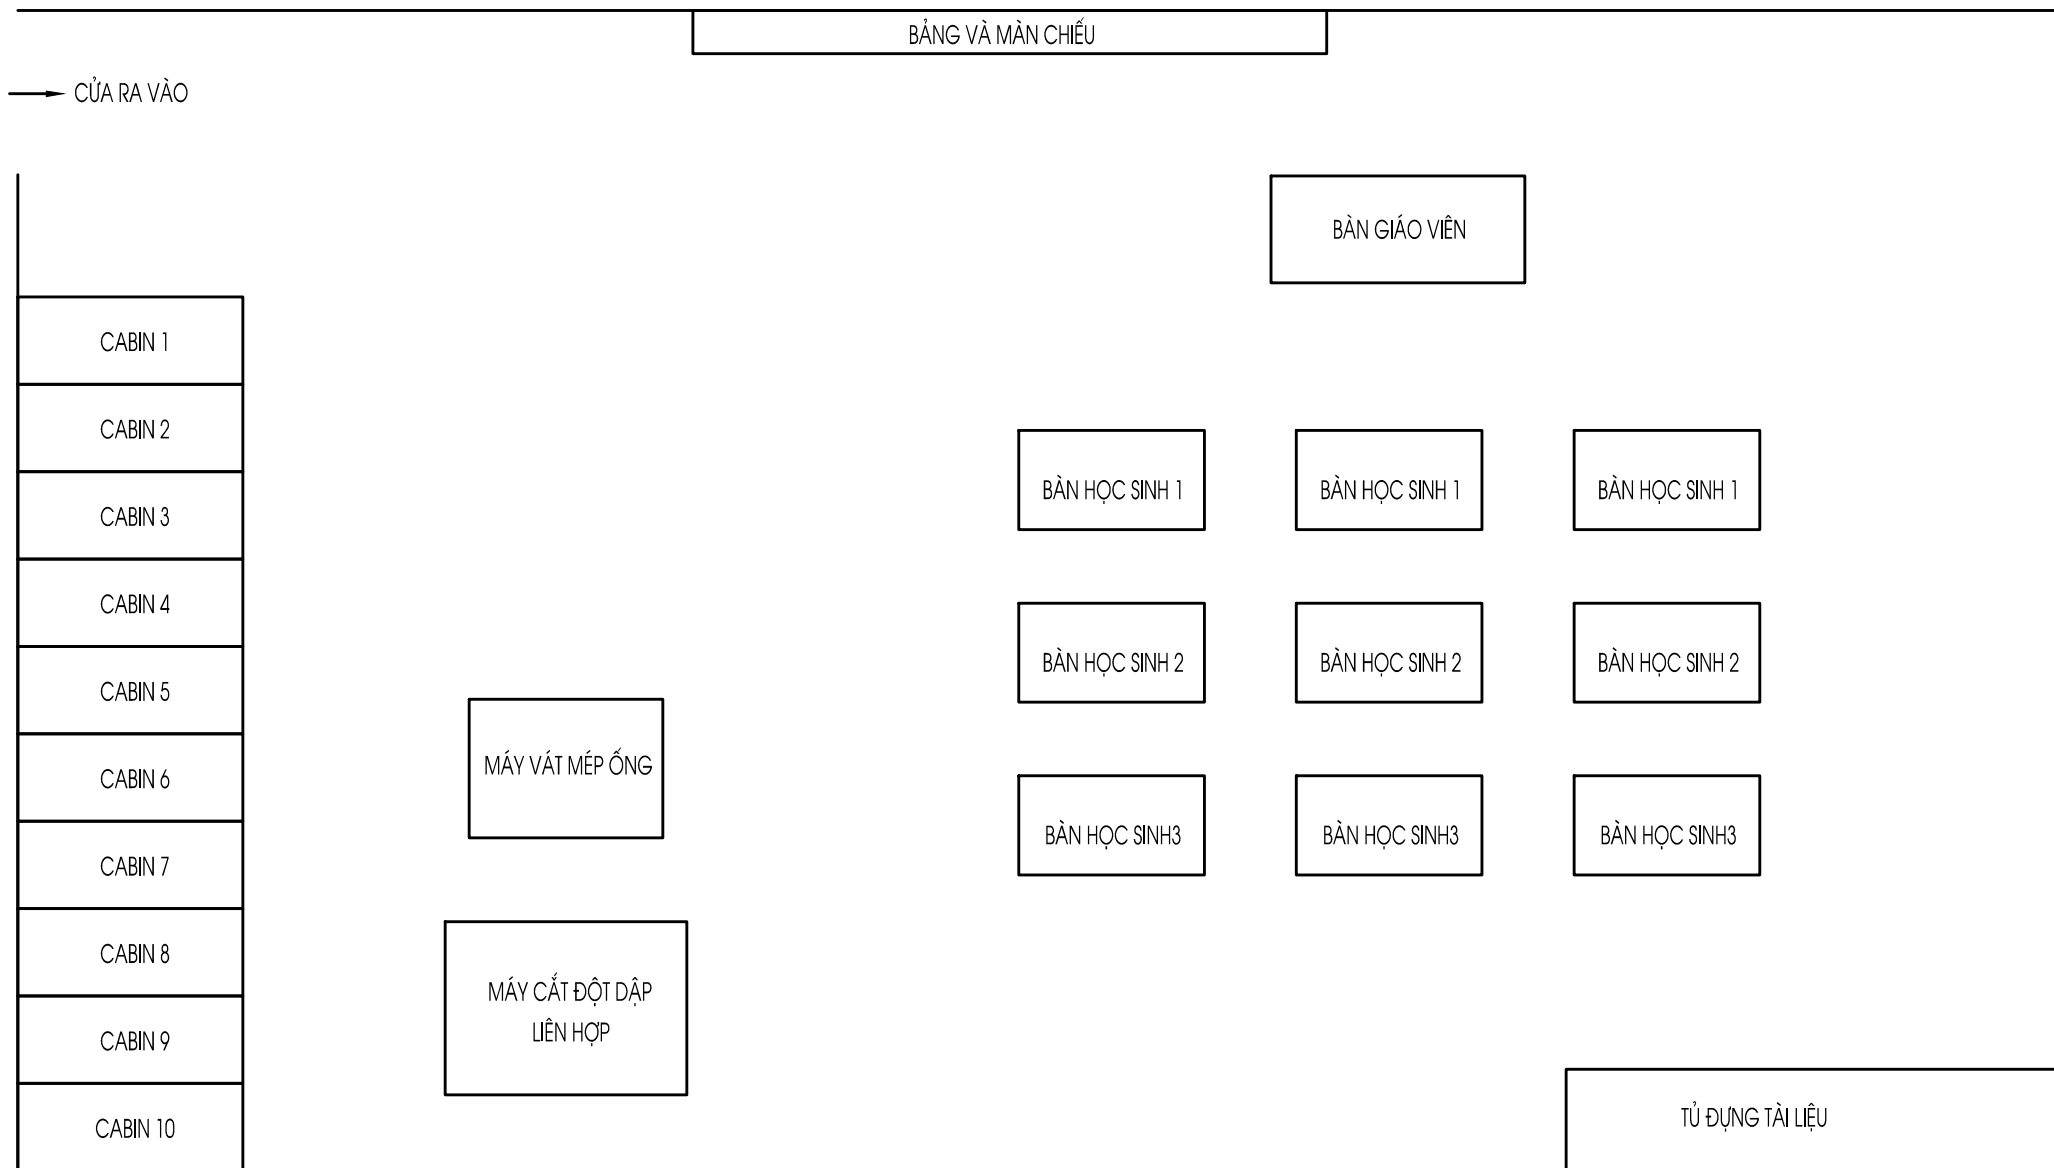 BẢNG VÀ MÀN CHIẾU
CỬA RA VÀO
BÀN GIÁO VIÊN
CABIN 1
CABIN 2
CABIN 3
CABIN 4
CABIN 5
CABIN 6
CABIN 7
CABIN 8
CABIN 9
CABIN 10
MÁY VÁT MÉP ỐNG
MÁY CẮT ĐỘT DẬP
LIÊN HỢP
BÀN HỌC SINH 1
BÀN HỌC SINH 1
BÀN HỌC SINH 1
BÀN HỌC SINH 2
BÀN HỌC SINH 2
BÀN HỌC SINH 2
BÀN HỌC SINH3
BÀN HỌC SINH3
BÀN HỌC SINH3
TỦ ĐỰNG TÀI LIỆU